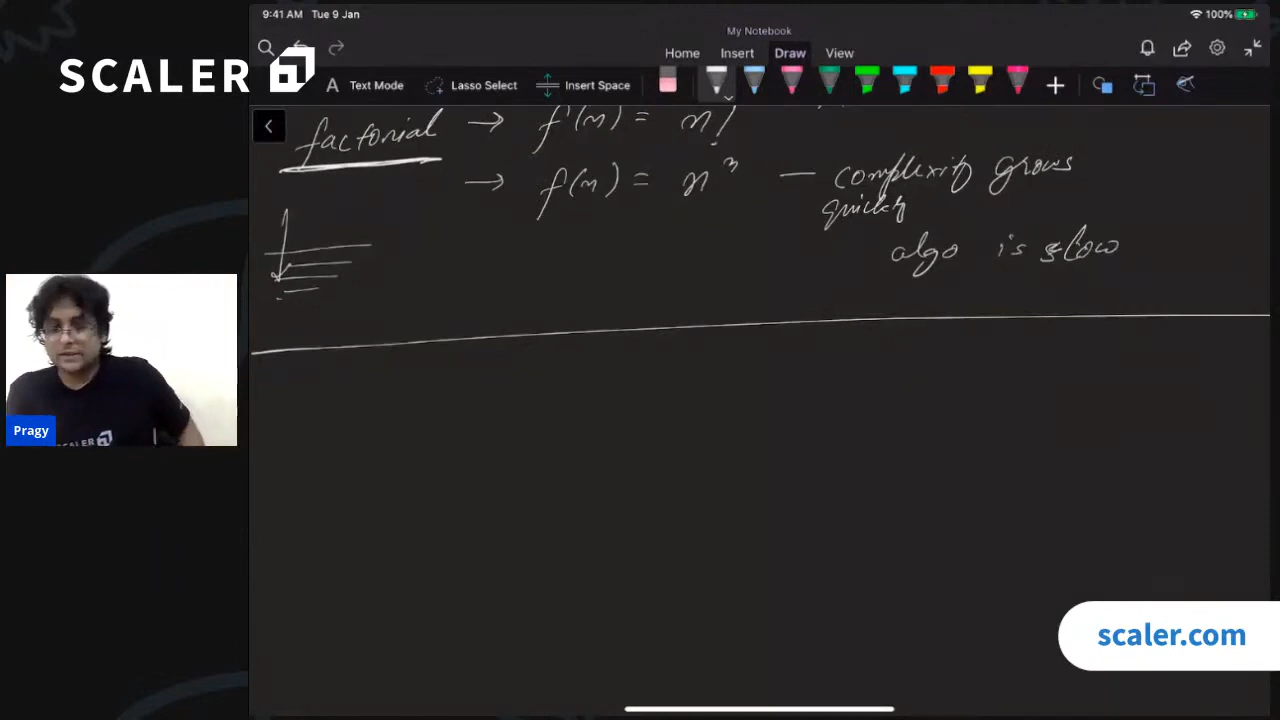 9:41 AM Tue 9 Jan
100%
My Notebook
Home Insert Draw View
SCALER
A Text Mode Lasso Select Insert Space
factorial → f(n) = n!
→ f(n) = n^n — complexity grows
quickly
algo is slow
SCALER
Pragy
scaler.com